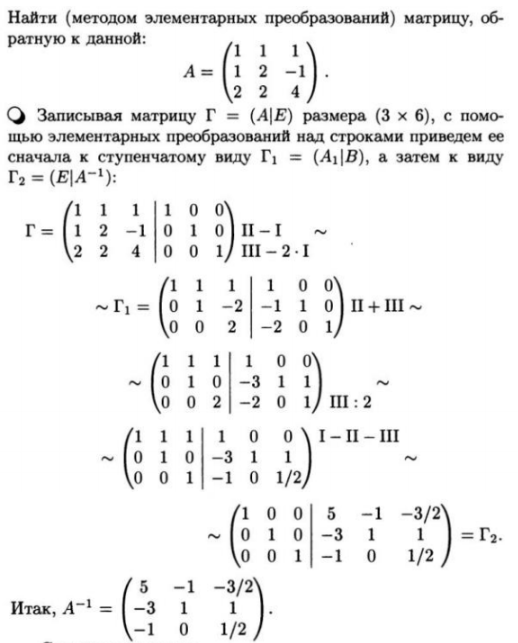 Найти (методом элементарных преобразований) матрицу, об-
ратную к данной:
1 1 1
A = 1 2 −1 .
2 2 4
Записывая матрицу Г = (A|E) размера (3 × 6), с помо-
щью элементарных преобразований над строками приведем ее
сначала к ступенчатому виду Г₁ = (A₁|B), а затем к виду
Г₂ = (E|A⁻¹):
1 1 1 | 1 0 0
Г = 1 2 −1 | 0 1 0 II − I ∼
2 2 4 | 0 0 1 III − 2 · I
1 1 1 | 1 0 0
∼ Г₁ = 0 1 −2 | −1 1 0 II + III ∼
0 0 2 | −2 0 1
1 1 1 | 1 0 0
∼ 0 1 0 | −3 1 1 ∼
0 0 2 | −2 0 1 III : 2
1 1 1 | 1 0 0 I − II − III
∼ 0 1 0 | −3 1 1 ∼
0 0 1 | −1 0 1/2
1 0 0 | 5 −1 −3/2
∼ 0 1 0 | −3 1 1 = Г₂.
0 0 1 | −1 0 1/2
5 −1 −3/2
Итак, A⁻¹ = −3 1 1 .
−1 0 1/2